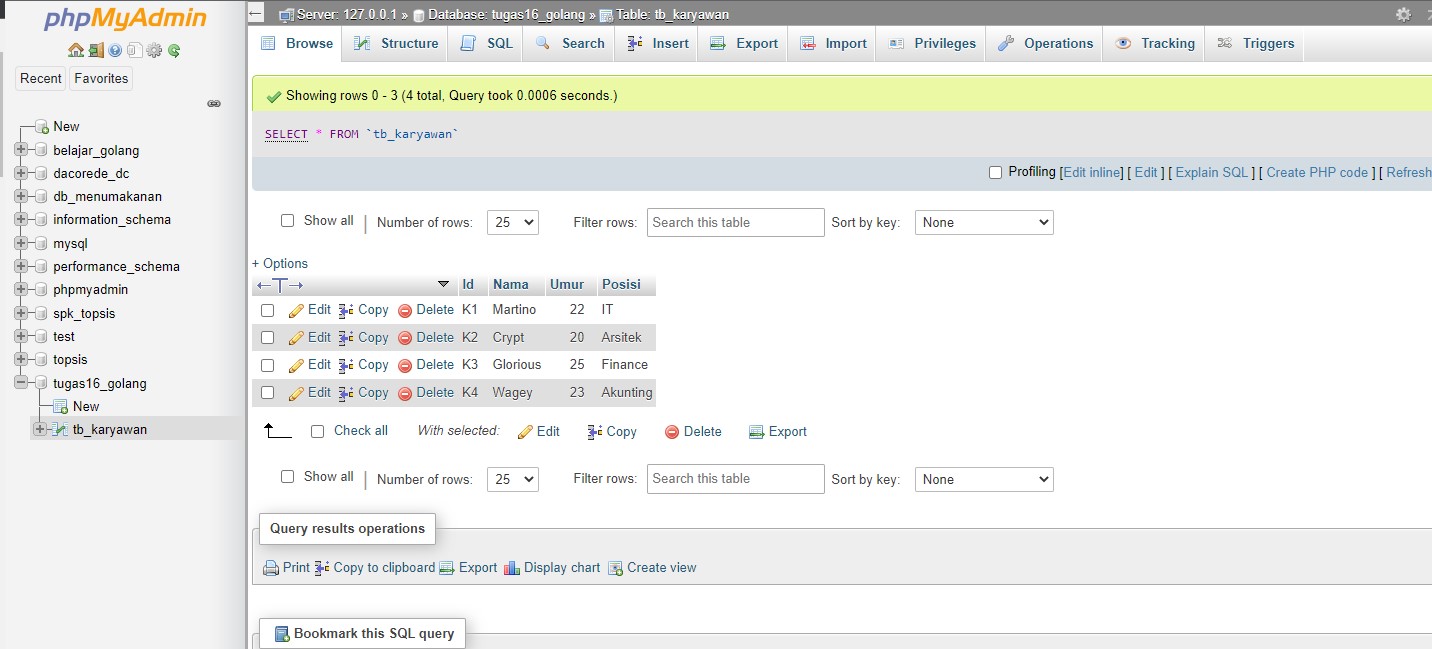 phpMyAdmin
Recent Favorites
New
belajar_golang
dacorede_dc
db_menumakanan
information_schema
mysql
performance_schema
phpmyadmin
spk_topsis
test
topsis
tugas16_golang
New
tb_karyawan
Server: 127.0.0.1 » Database: tugas16_golang » Table: tb_karyawan
Browse Structure SQL Search Insert Export Import Privileges Operations Tracking Triggers
Showing rows 0 - 3 (4 total, Query took 0.0006 seconds.)
SELECT * FROM `tb_karyawan`
Profiling [Edit inline] [ Edit ] [ Explain SQL ] [ Create PHP code ] [ Refresh
Show all | Number of rows: 25 Filter rows: Search this table Sort by key: None
+ Options
←T→ Id Nama Umur Posisi
Edit Copy Delete K1 Martino 22 IT
Edit Copy Delete K2 Crypt 20 Arsitek
Edit Copy Delete K3 Glorious 25 Finance
Edit Copy Delete K4 Wagey 23 Akunting
Check all With selected: Edit Copy Delete Export
Show all | Number of rows: 25 Filter rows: Search this table Sort by key: None
Query results operations
Print Copy to clipboard Export Display chart Create view
Bookmark this SQL query